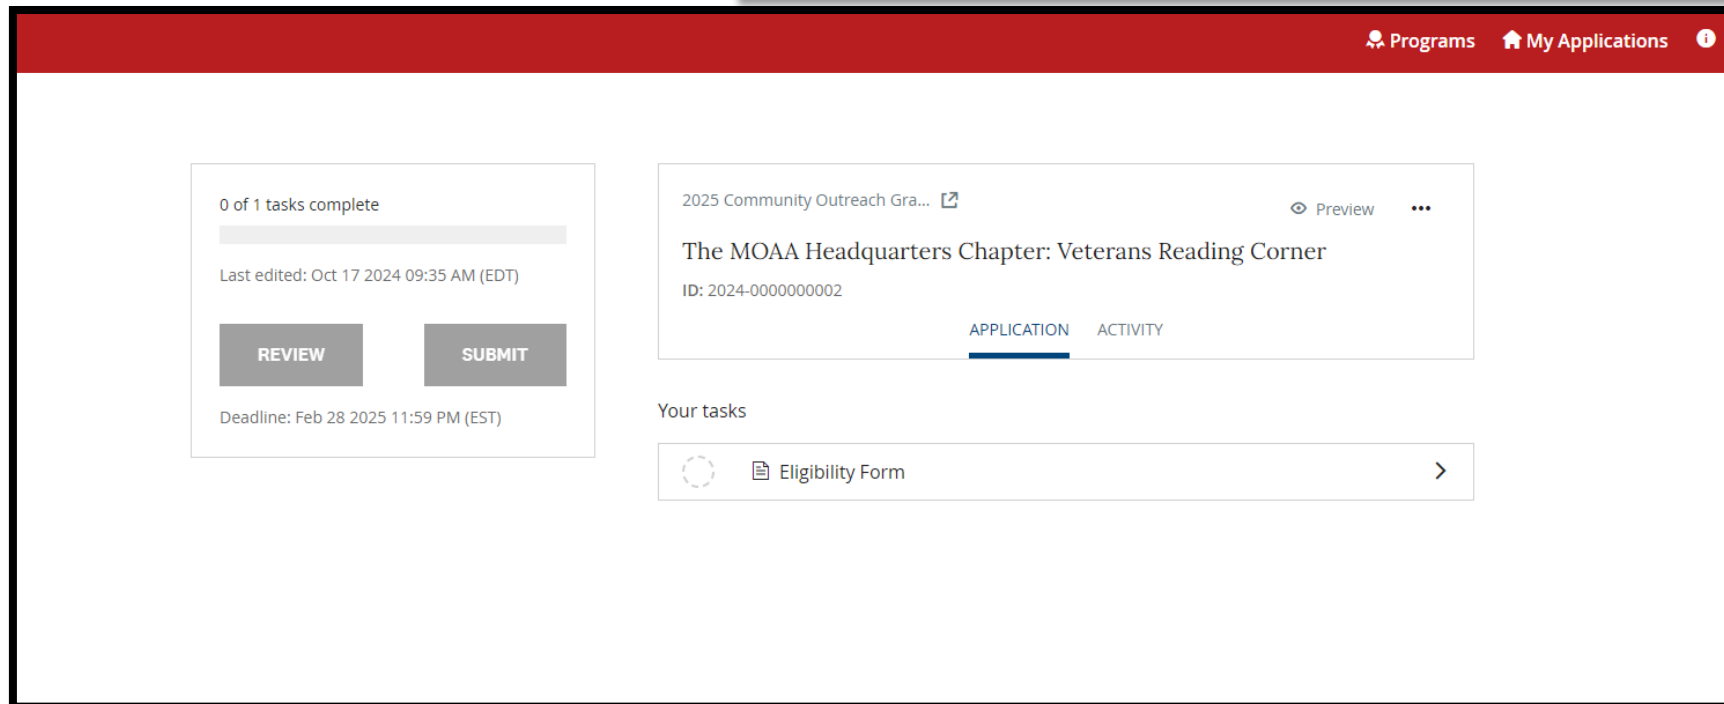 Programs My Applications
0 of 1 tasks complete
Last edited: Oct 17 2024 09:35 AM (EDT)
REVIEW SUBMIT
Deadline: Feb 28 2025 11:59 PM (EST)
2025 Community Outreach Gra...
Preview
The MOAA Headquarters Chapter: Veterans Reading Corner
ID: 2024-0000000002
APPLICATION ACTIVITY
Your tasks
Eligibility Form